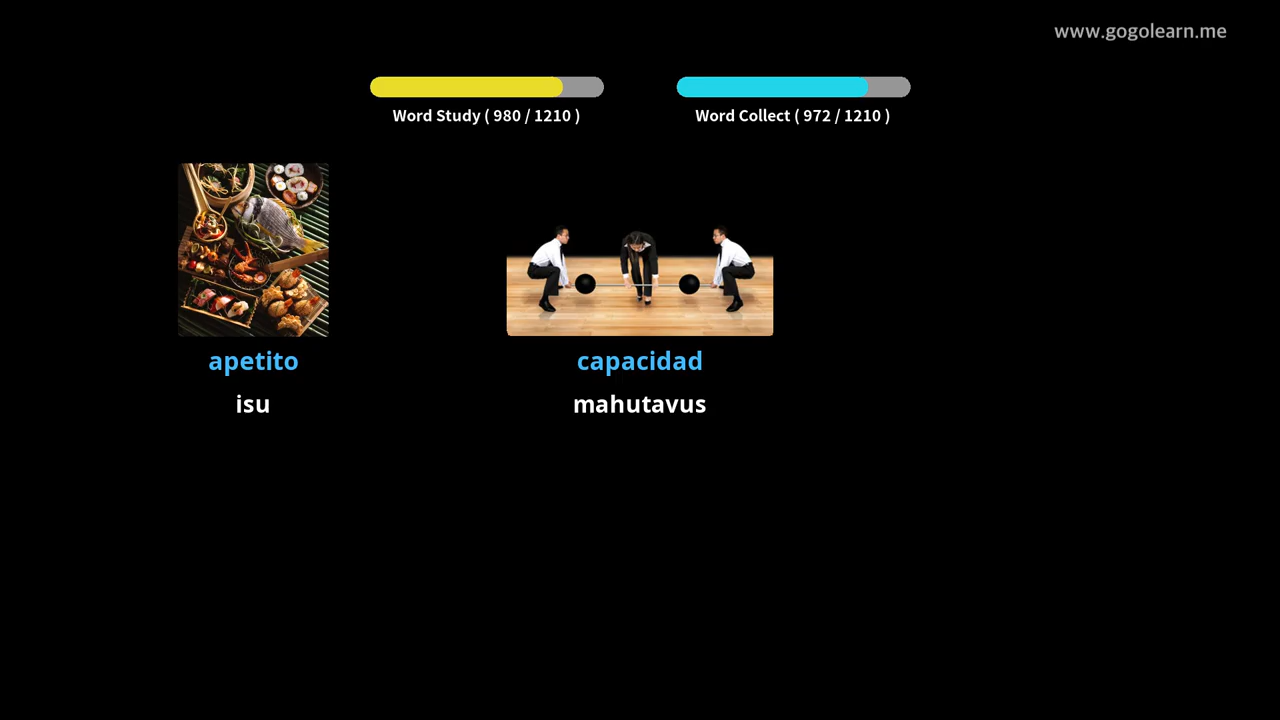 www.gogolearn.me
Word Study ( 980 / 1210 )
Word Collect ( 972 / 1210 )
apetito
capacidad
isu
mahutavus